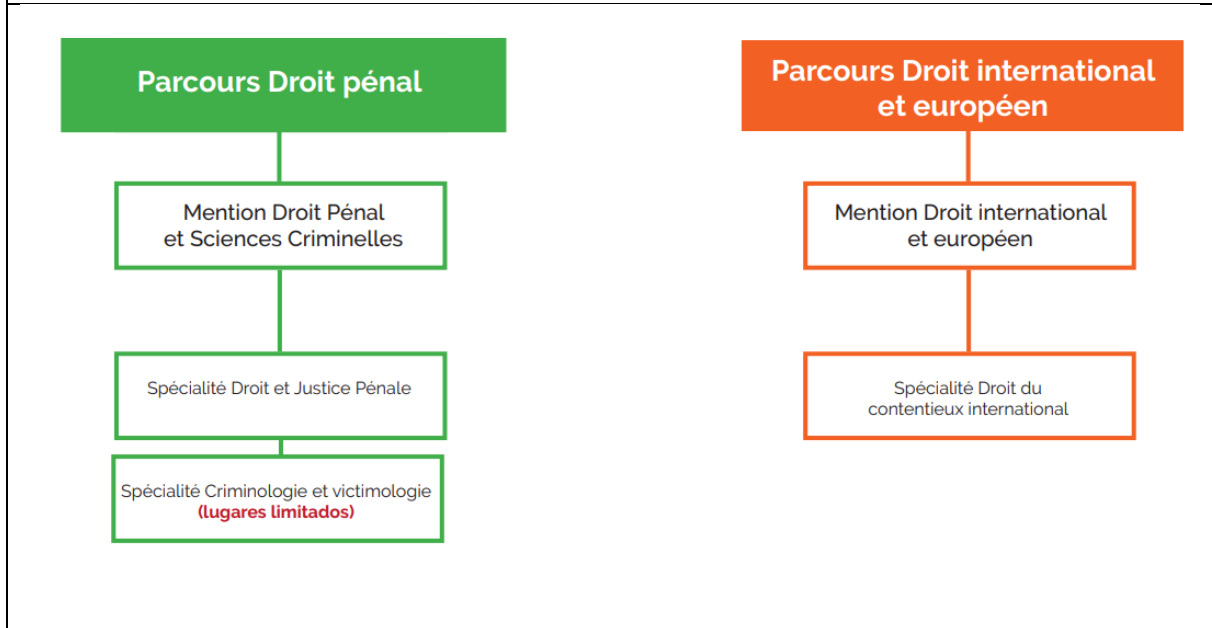 Parcours Droit pénal
Mention Droit Pénal
et Sciences Criminelles
Spécialité Droit et Justice Pénale
Spécialité Criminologie et victimologie
(lugares limitados)
Parcours Droit international
et européen
Mention Droit international
et européen
Spécialité Droit du
contentieux international